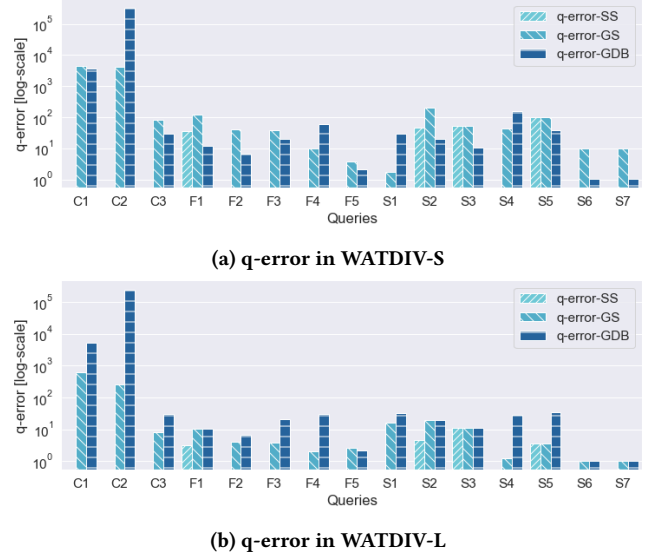 q-error [log-scale]
10^5
10^4
10^3
10^2
10^1
10^0
q-error-SS
q-error-GS
q-error-GDB
C1 C2 C3 F1 F2 F3 F4 F5 S1 S2 S3 S4 S5 S6 S7
Queries
(a) q-error in WATDIV-S
q-error [log-scale]
10^5
10^4
10^3
10^2
10^1
10^0
q-error-SS
q-error-GS
q-error-GDB
C1 C2 C3 F1 F2 F3 F4 F5 S1 S2 S3 S4 S5 S6 S7
Queries
(b) q-error in WATDIV-L